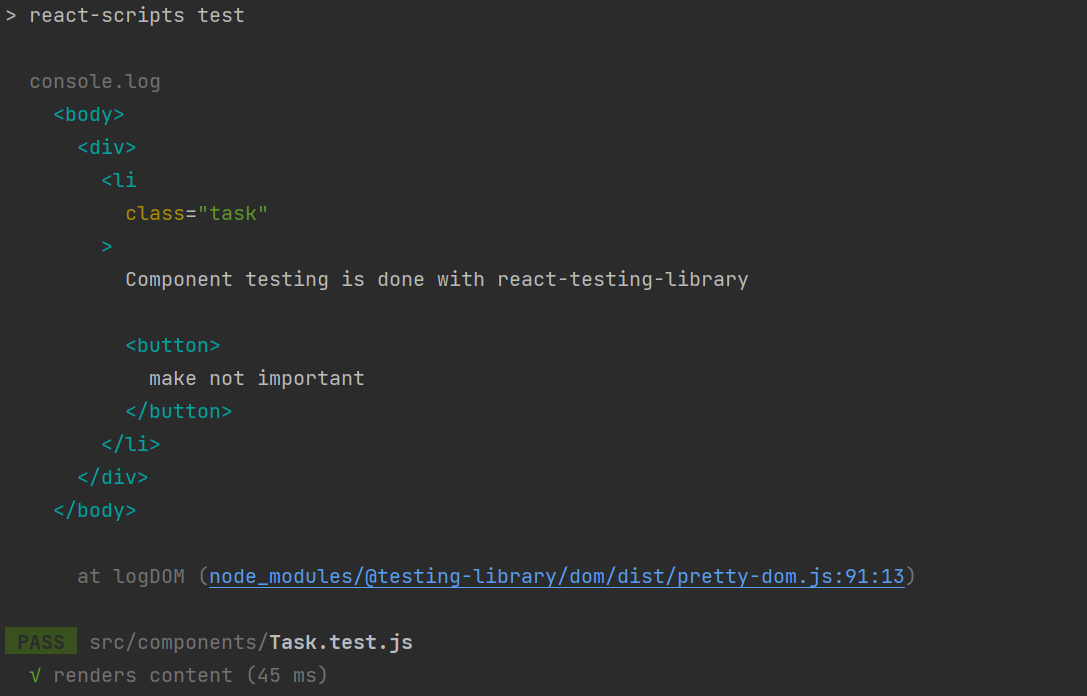 > react-scripts test
console.log
<body>
<div>
<li
class="task"
>
Component testing is done with react-testing-library
<button>
make not important
</button>
</li>
</div>
</body>
at logDOM (node_modules/@testing-library/dom/dist/pretty-dom.js:91:13)
PASS src/components/Task.test.js
√ renders content (45 ms)